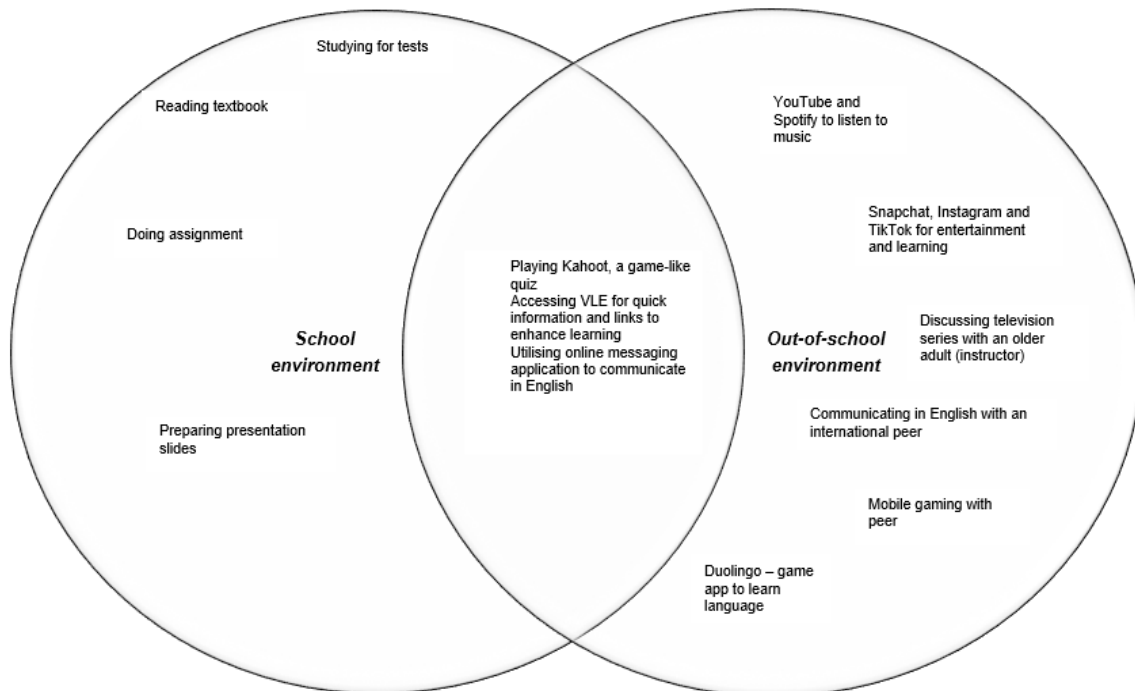 Studying for tests
Reading textbook
Doing assignment
School
environment
Preparing presentation
slides
Playing Kahoot, a game-like
quiz
Accessing VLE for quick
information and links to
enhance learning
Utilising online messaging
application to communicate
in English
YouTube and
Spotify to listen to
music
Snapchat, Instagram and
TikTok for entertainment
and learning
Out-of-school
environment
Discussing television
series with an older
adult (instructor)
Communicating in English with an
international peer
Mobile gaming with
peer
Duolingo – game
app to learn
language